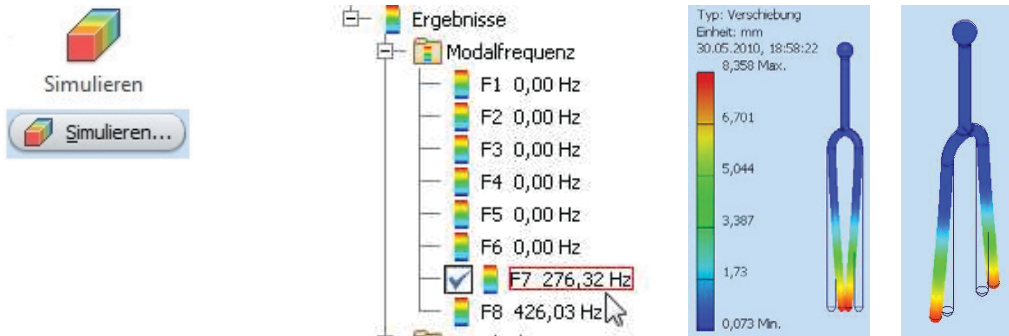 Simulieren
Simulieren...
Ergebnisse
Modalfrequenz
F1 0,00 Hz
F2 0,00 Hz
F3 0,00 Hz
F4 0,00 Hz
F5 0,00 Hz
F6 0,00 Hz
F7 276,32 Hz
F8 426,03 Hz
Typ: Verschiebung
Einheit: mm
30.05.2010, 18:58:22
8,358 Max.
6,701
5,044
3,387
1,73
0,073 Min.